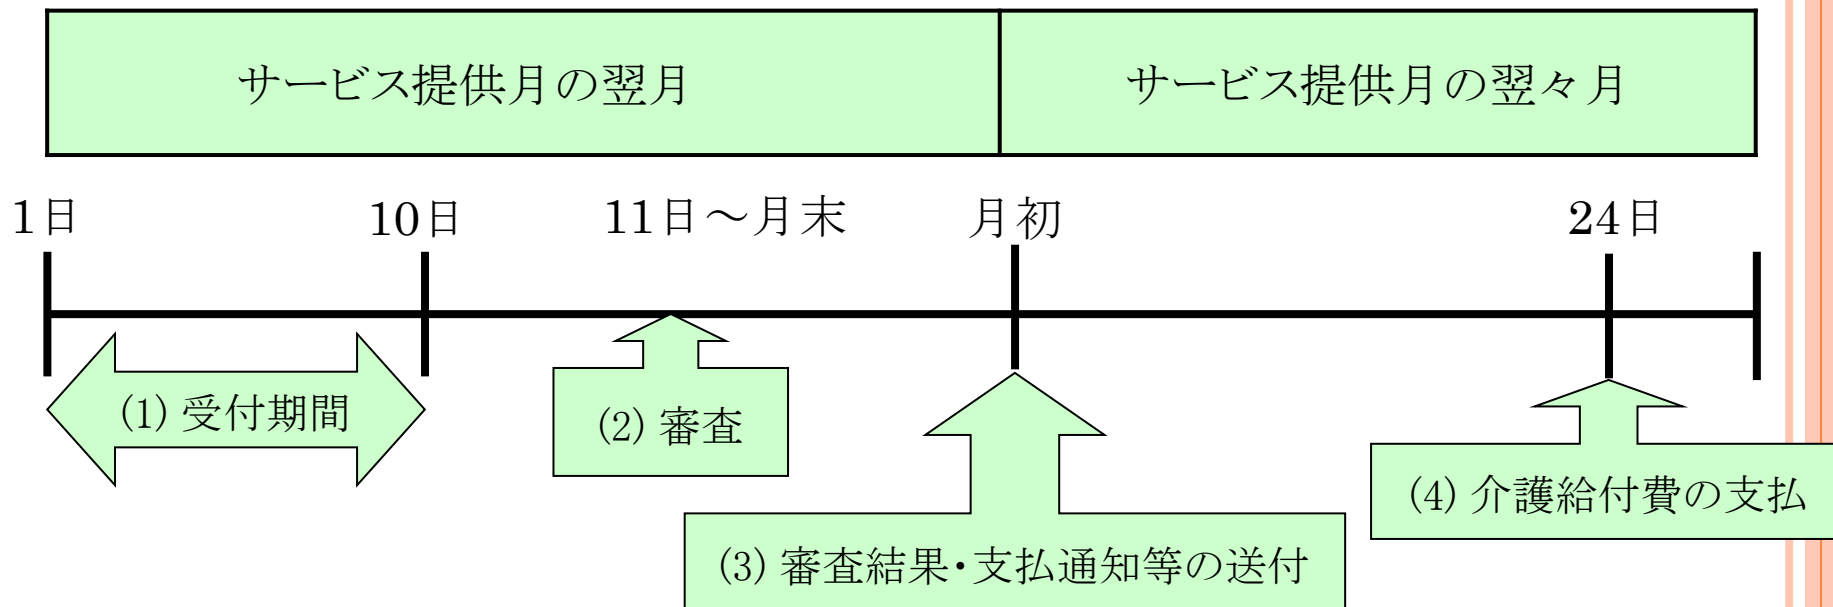 サービス提供月の翌月
サービス提供月の翌々月
1日
10日
11日～月末
月初
24日
(1) 受付期間
(2) 審査
(3) 審査結果・支払通知等の送付
(4) 介護給付費の支払